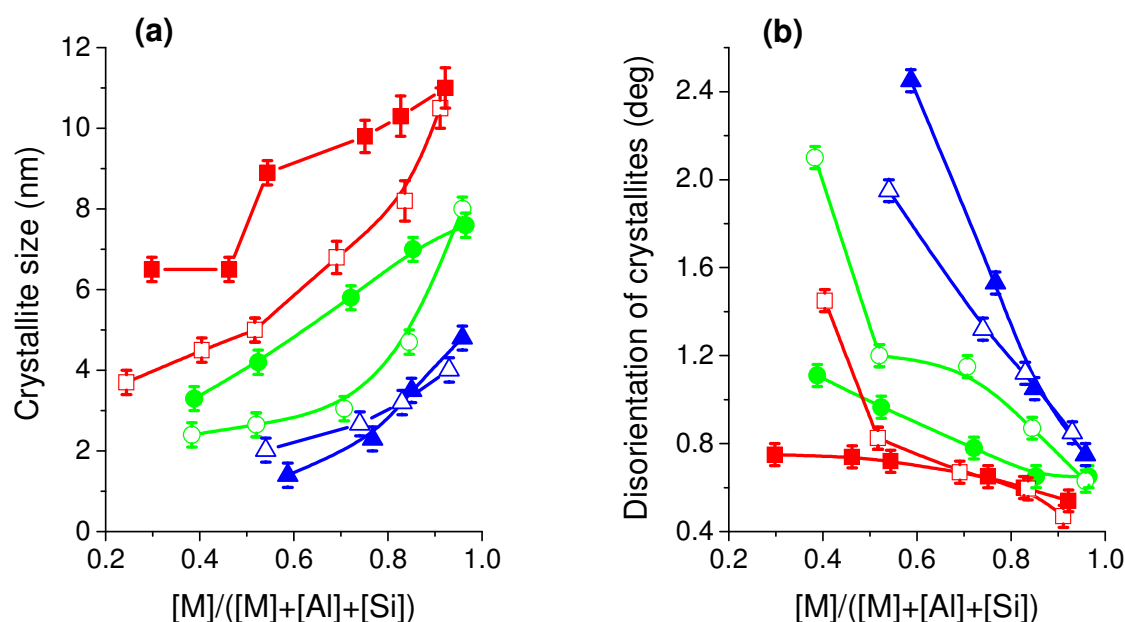 (a)
12
10
8
6
4
2
0
Crystallite size (nm)
0.2 0.4 0.6 0.8 1.0
[M]/([M]+[Al]+[Si])
(b)
2.4
2.0
1.6
1.2
0.8
0.4
Disorientation of crystallites (deg)
0.2 0.4 0.6 0.8 1.0
[M]/([M]+[Al]+[Si])